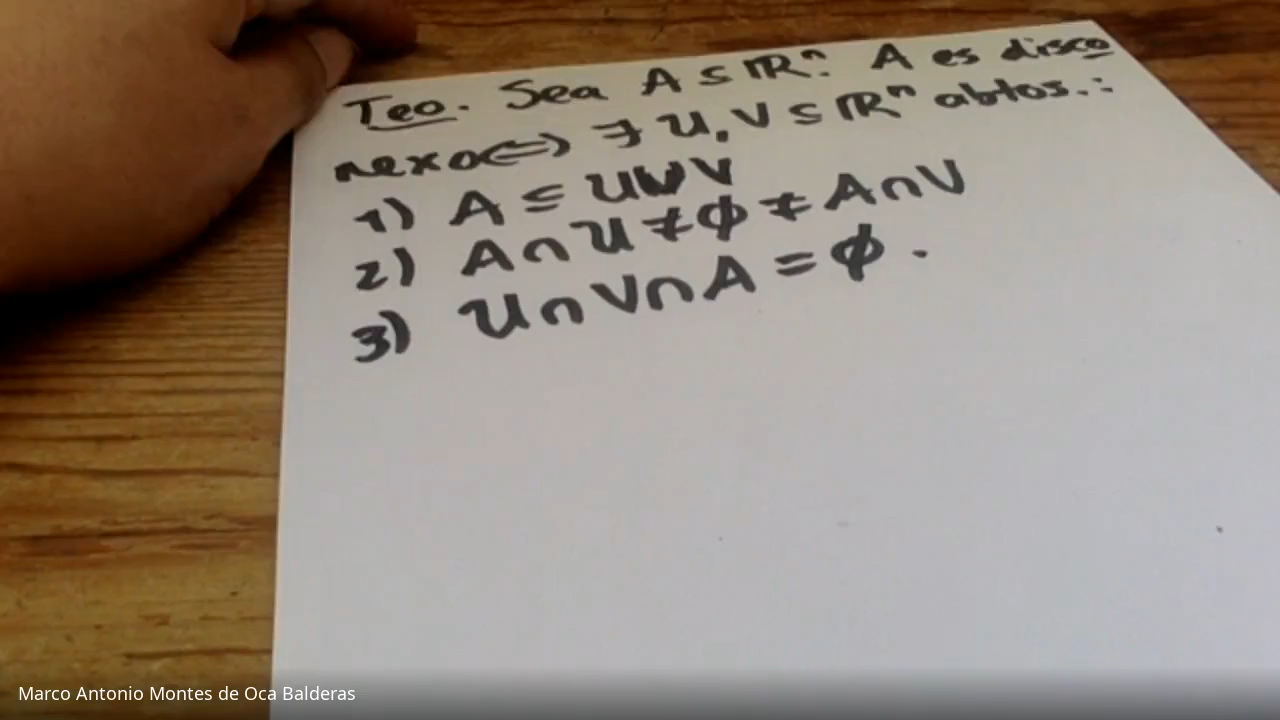 Teo. Sea A ⊆ ℝⁿ. A es disco
nexo ⟺ ∃ U, V ⊆ ℝⁿ abtos.:
1) A ⊆ U∪V
2) A∩U ≠ ∅ ≠ A∩V
3) U∩V∩A = ∅.
Marco Antonio Montes de Oca Balderas